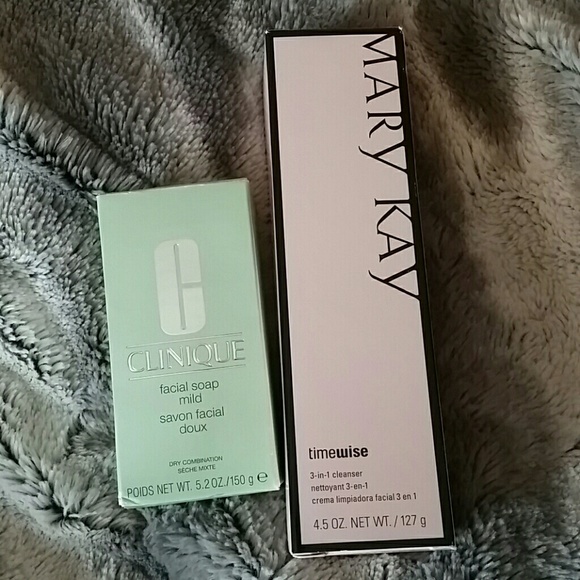 CLINIQUE
facial soap
mild
savon facial
doux
DRY COMBINATION
SÈCHE MIXTE
POIDS NET WT. 5.2 OZ./150 g ℮
MARY KAY
timewise
3-in-1 cleanser
nettoyant 3-en-1
crema limpiadora facial 3 en 1
4.5 OZ. NET WT. / 127 g